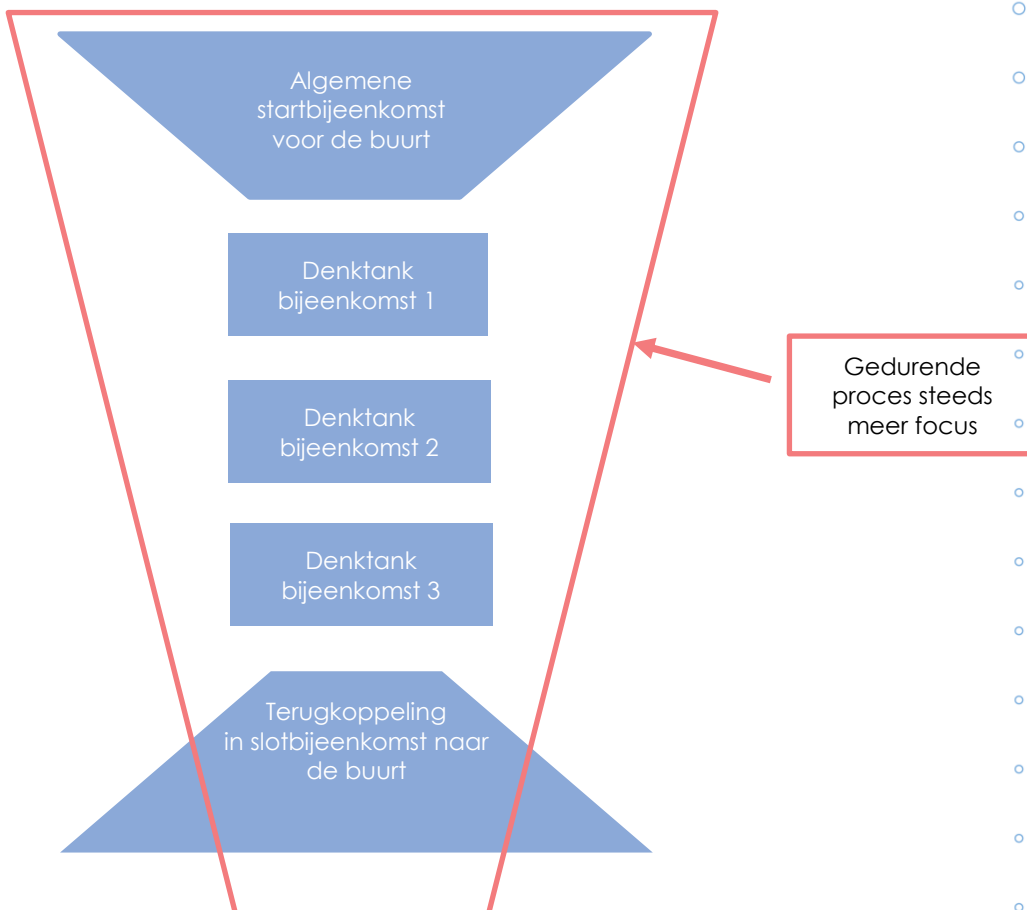 Algemene
startbijeenkomst
voor de buurt
Denktank
bijeenkomst 1
Denktank
bijeenkomst 2
Denktank
bijeenkomst 3
Terugkoppeling
in slotbijeenkomst naar
de buurt
Gedurende
proces steeds
meer focus